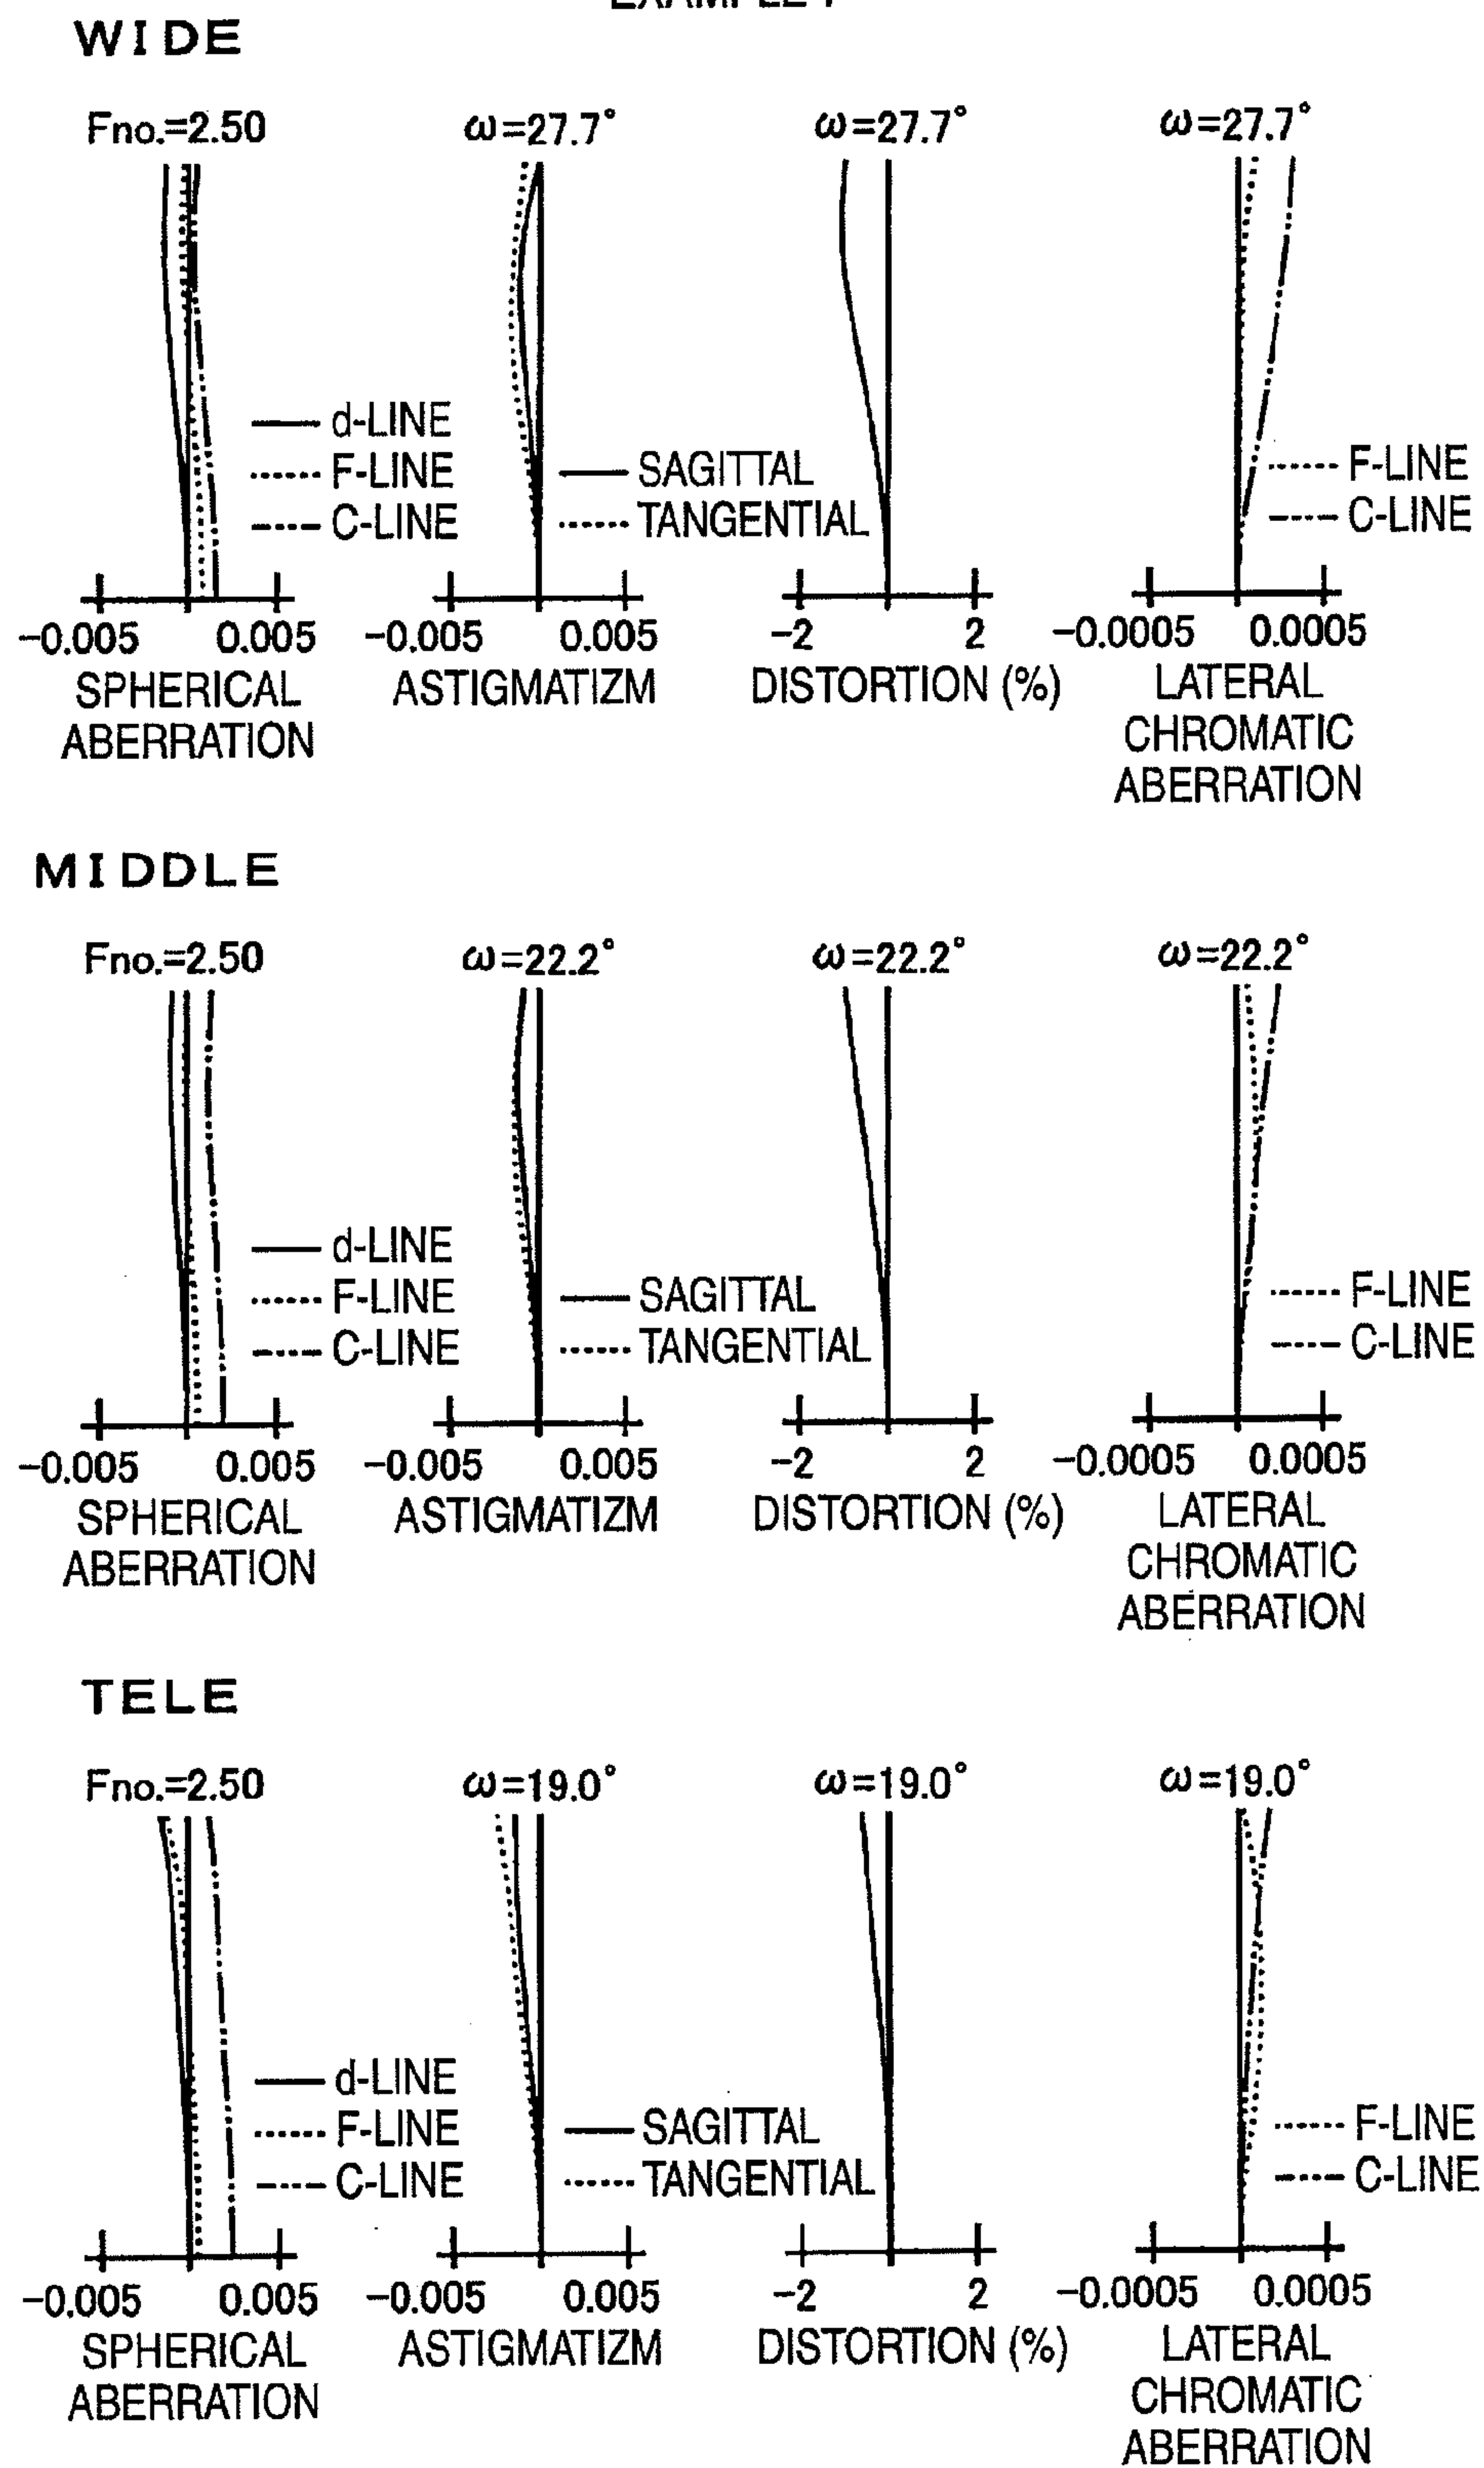 WIDE
Fno.=2.50
ω=27.7°
ω=27.7°
ω=27.7°
d-LINE
F-LINE
C-LINE
SAGITTAL
TANGENTIAL
F-LINE
C-LINE
-0.005 0.005
-0.005 0.005
-2 2
-0.0005 0.0005
SPHERICAL
ABERRATION
ASTIGMATIZM
DISTORTION (%)
LATERAL
CHROMATIC
ABERRATION
MIDDLE
Fno.=2.50
ω=22.2°
ω=22.2°
ω=22.2°
d-LINE
F-LINE
C-LINE
SAGITTAL
TANGENTIAL
F-LINE
C-LINE
-0.005 0.005
-0.005 0.005
-2 2
-0.0005 0.0005
SPHERICAL
ABERRATION
ASTIGMATIZM
DISTORTION (%)
LATERAL
CHROMATIC
ABERRATION
TELE
Fno.=2.50
ω=19.0°
ω=19.0°
ω=19.0°
d-LINE
F-LINE
C-LINE
SAGITTAL
TANGENTIAL
F-LINE
C-LINE
-0.005 0.005
-0.005 0.005
-2 2
-0.0005 0.0005
SPHERICAL
ABERRATION
ASTIGMATIZM
DISTORTION (%)
LATERAL
CHROMATIC
ABERRATION